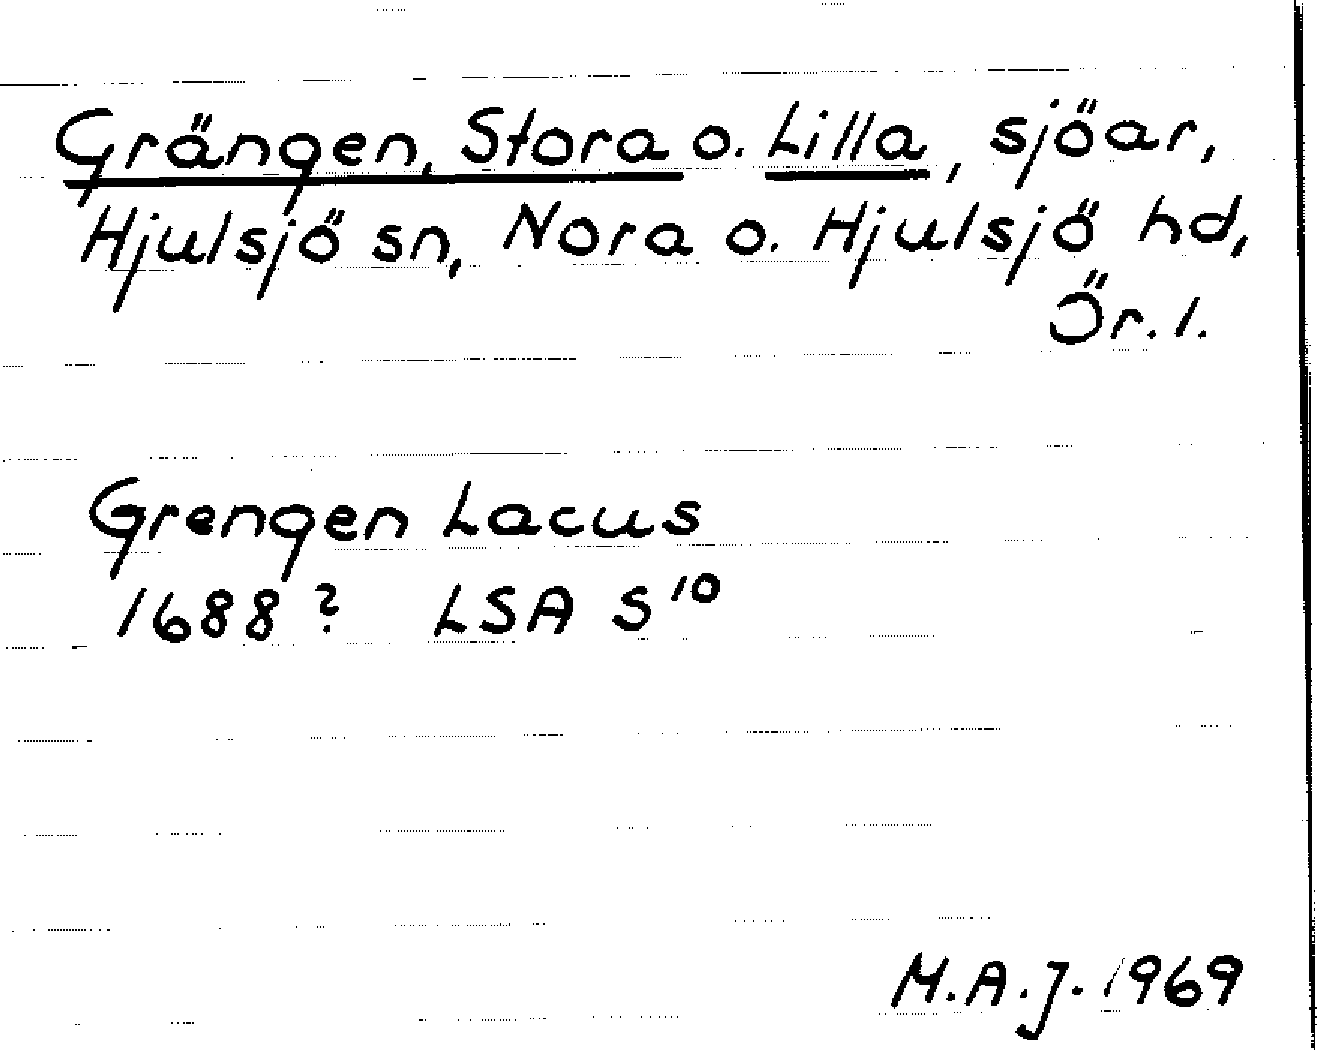 Grängen, Stora o. Lilla, sjöar,
Hjulsjö sn, Nora o. Hjulsjö hd,
Ör. l.
Grengen Lacus
1688? LSA S¹⁰
M.A.J. 1969